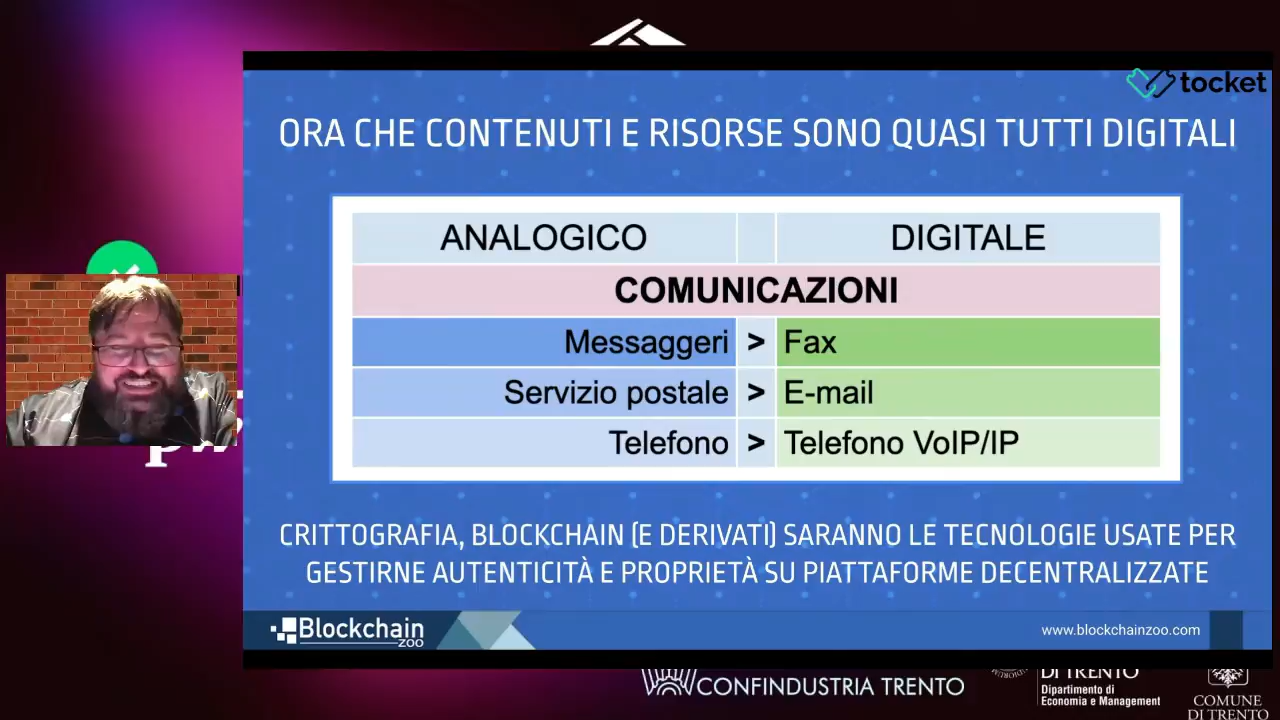 tocket
ORA CHE CONTENUTI E RISORSE SONO QUASI TUTTI DIGITALI
ANALOGICO DIGITALE
COMUNICAZIONI
Messaggeri > Fax
Servizio postale > E-mail
Telefono > Telefono VoIP/IP
CRITTOGRAFIA, BLOCKCHAIN (E DERIVATI) SARANNO LE TECNOLOGIE USATE PER
GESTIRNE AUTENTICITÀ E PROPRIETÀ SU PIATTAFORME DECENTRALIZZATE
Blockchain
ZOO
www.blockchainzoo.com
CONFINDUSTRIA TRENTO
DI TRENTO
Dipartimento di
Economia e Management
COMUNE
DI TRENTO